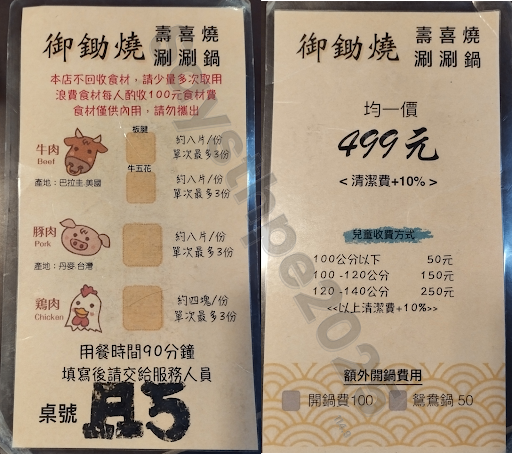 御鋤燒 壽喜燒
涮涮鍋
本店不回收食材，請少量多次取用
浪費食材每人酌收100元食材費
食材僅供內用，請勿攜出
牛肉
Beef
產地：巴拉圭.美國
板腱
約八片/份
單次最多3份
牛五花
約八片/份
單次最多3份
豚肉
Pork
產地：丹麥.台灣
約八片/份
單次最多3份
鶏肉
Chicken
約四塊/份
單次最多3份
用餐時間90分鐘
填寫後請交給服務人員
桌號
御鋤燒 壽喜燒
涮涮鍋
均一價
499元
<清潔費+10%>
兒童收費方式
100公分以下 50元
100-120公分 150元
120-140公分 250元
<<以上清潔費+10%>>
額外開鍋費用
開鍋費100 鴛鴦鍋 50